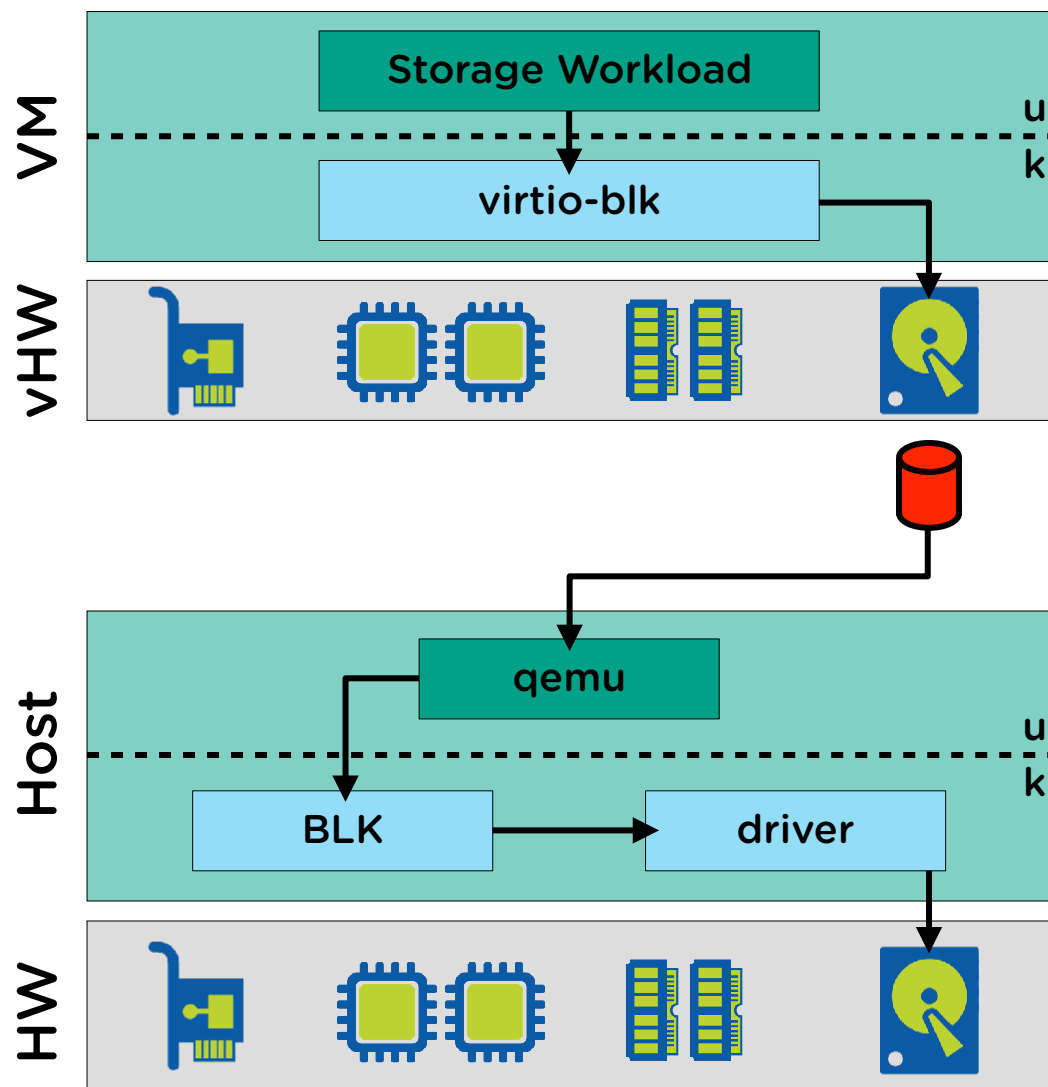 VM
Storage Workload
u
k
virtio-blk
vHW
Host
qemu
u
k
BLK
driver
HW